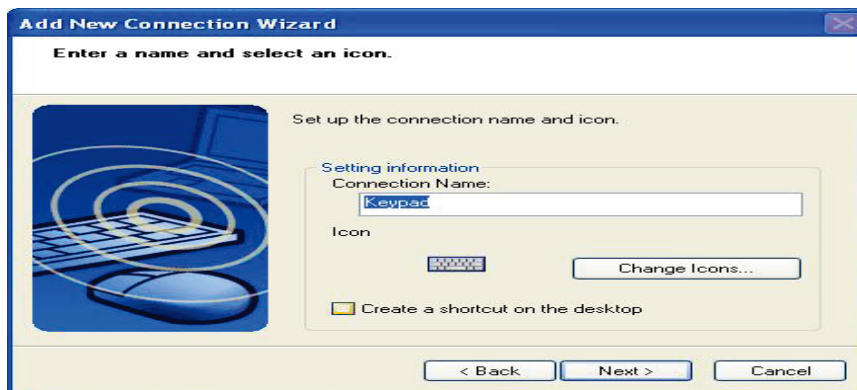 Add New Connection Wizard
Enter a name and select an icon.
Set up the connection name and icon.
Setting information
Connection Name:
Keypad
Icon
Change Icons...
Create a shortcut on the desktop
< Back
Next >
Cancel